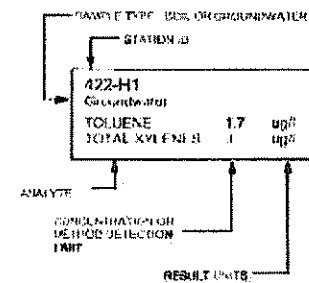 SAMPLE TYPE: SOIL OR GROUNDWATER
STATION ID
422-H1
Groundwater
TOLUENE 1.7 ug/l
TOTAL XYLENES ug/l
ANALYTE
CONCENTRATION OR
METHOD DETECTION
LIMIT
RESULT UNITS